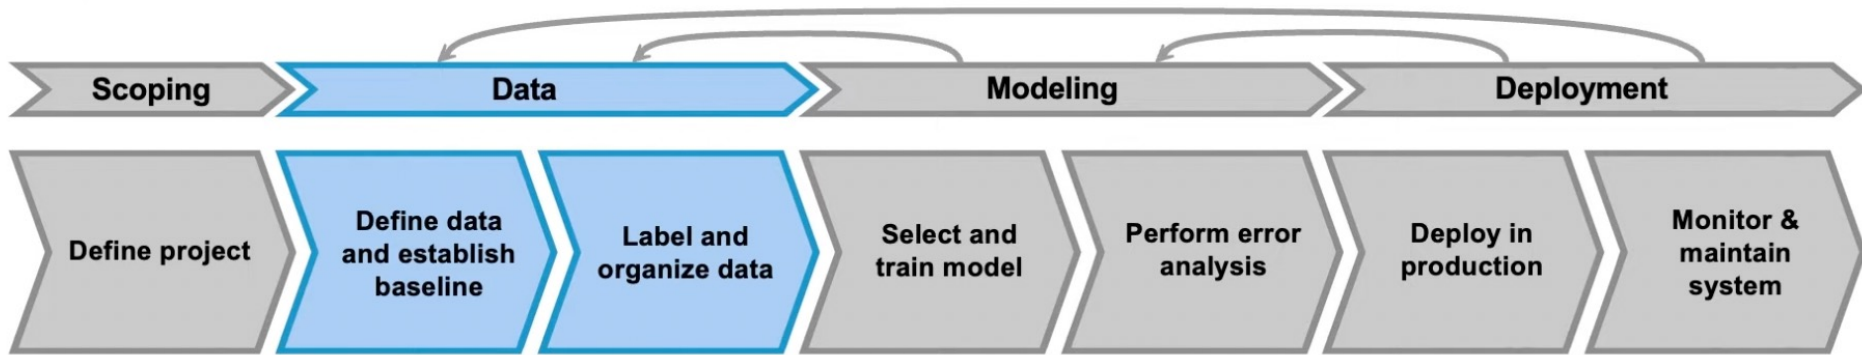 Scoping
Data
Modeling
Deployment
Define project
Define data
and establish
baseline
Label and
organize data
Select and
train model
Perform error
analysis
Deploy in
production
Monitor &
maintain
system